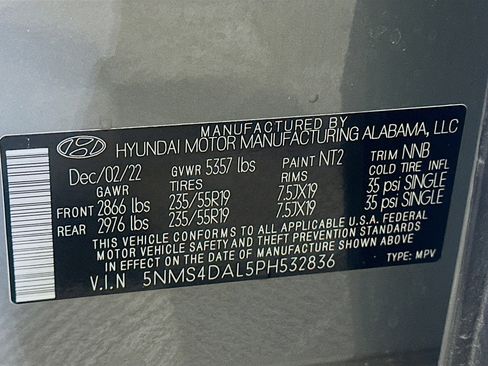 MANUFACTURED BY
HYUNDAI MOTOR MANUFACTURING ALABAMA, LLC
Dec/02/22 GVWR 5357 lbs PAINT NT2 TRIM NNB
GAWR TIRES RIMS COLD TIRE INFL
FRONT 2866 lbs 235/55R19 7.5JX19 35 psi SINGLE
REAR 2976 lbs 235/55R19 7.5JX19 35 psi SINGLE
THIS VEHICLE CONFORMS TO ALL APPLICABLE U.S.A. FEDERAL
MOTOR VEHICLE SAFETY AND THEFT PREVENTION STANDARDS
IN EFFECT ON THE DATE OF MANUFACTURE SHOWN ABOVE.
V.I.N 5NMS4DAL5PH532836 TYPE: MPV